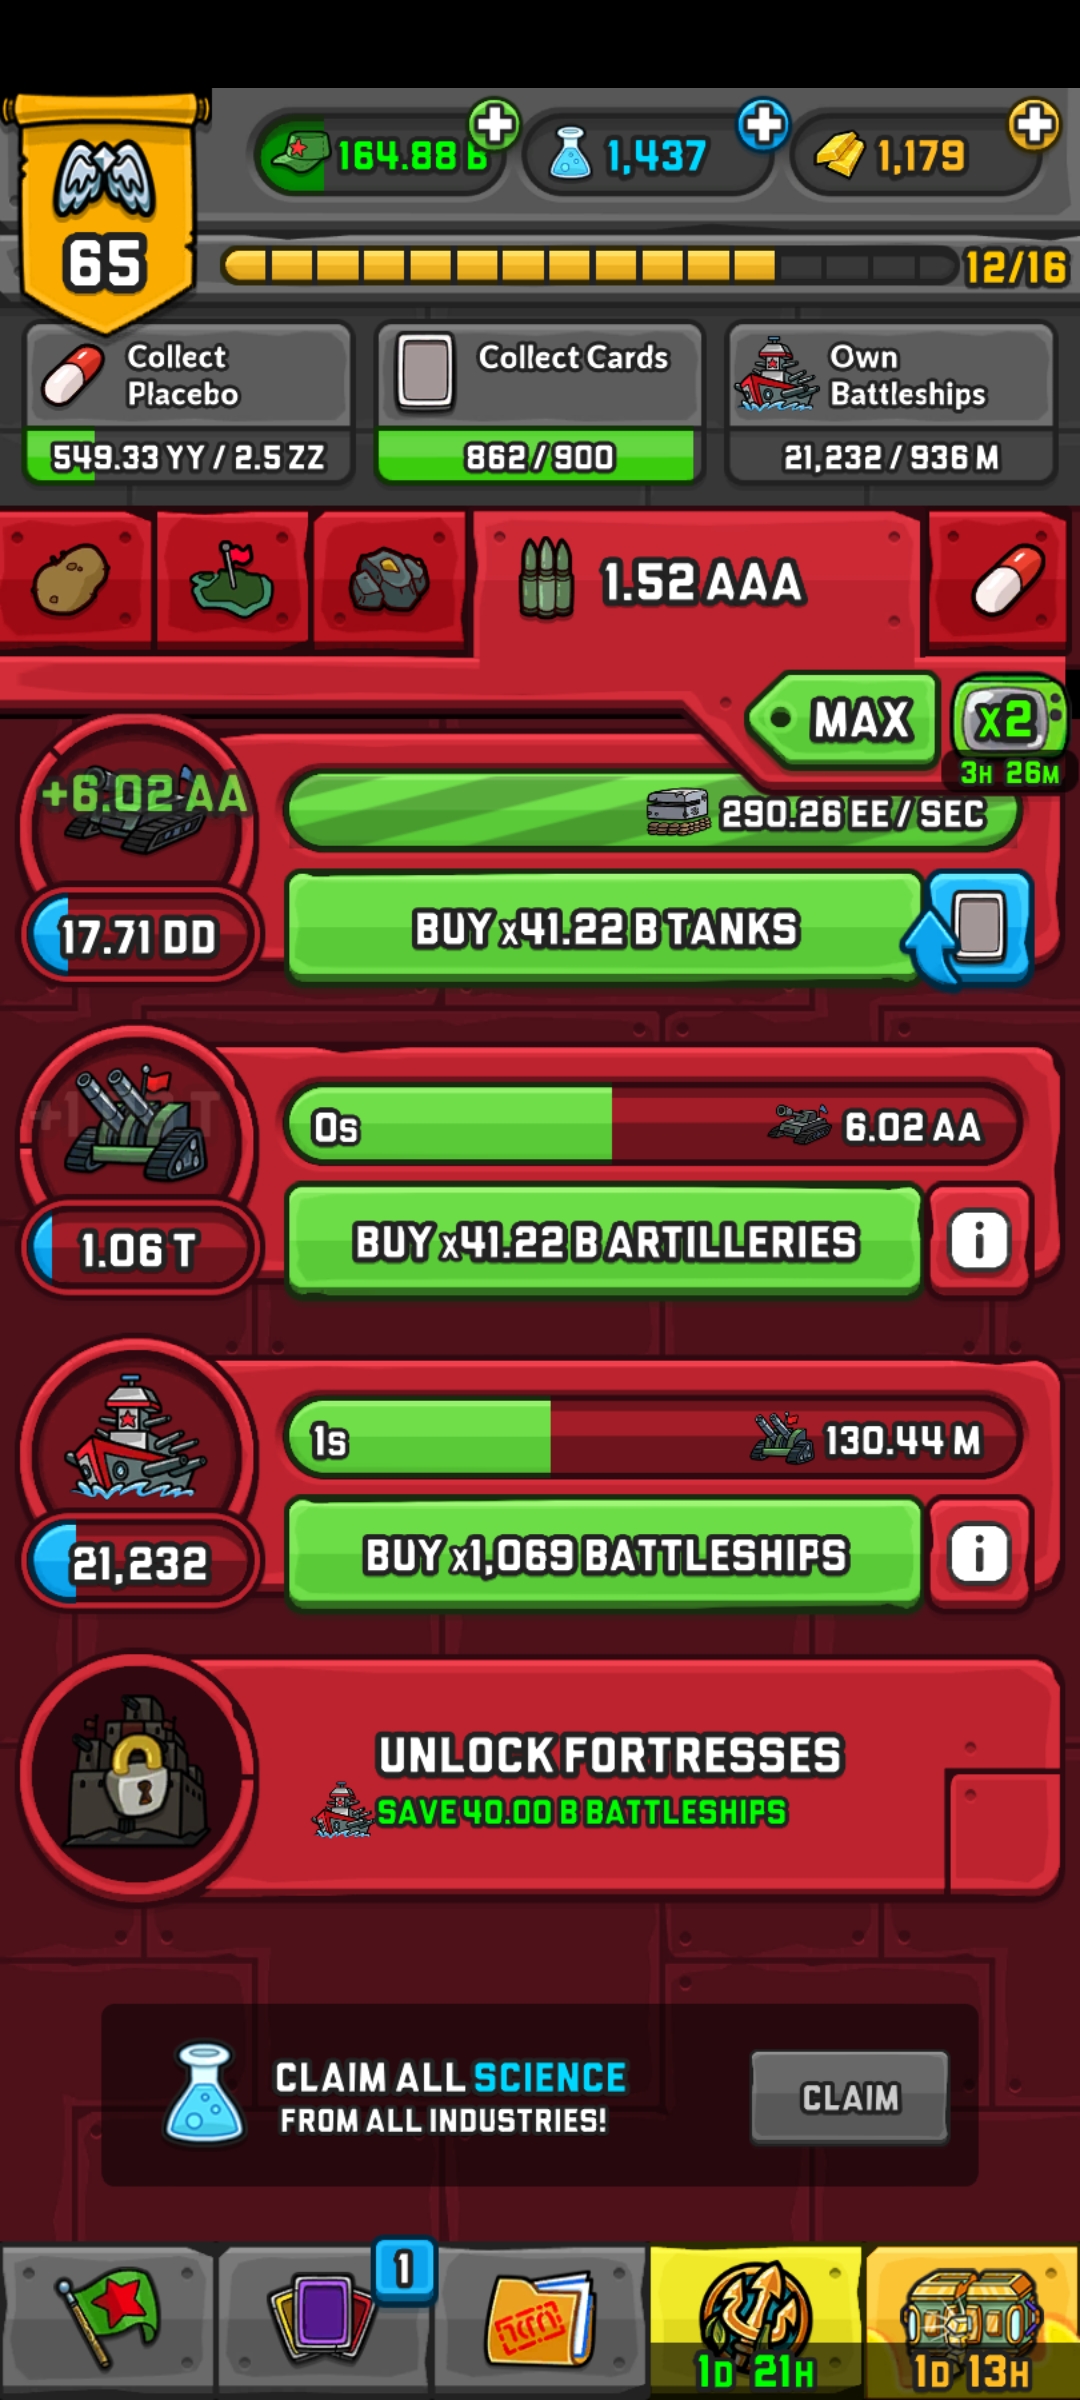 65
164.88 B
1,437
1,179
12/16
Collect
Placebo
549.33 YY / 2.5 ZZ
Collect Cards
862/900
Own
Battleships
21,232 / 936 M
1.52 AAA
MAX
x2
3H 26M
+6.02 AA
290.26 EE / SEC
17.71 DD
BUY x41.22 B TANKS
0s
6.02 AA
1.06 T
BUY x41.22 B ARTILLERIES
i
1s
130.44 M
21,232
BUY x1,069 BATTLESHIPS
i
UNLOCK FORTRESSES
SAVE 40.00 B BATTLESHIPS
CLAIM ALL SCIENCE
FROM ALL INDUSTRIES!
CLAIM
1
1D 21H
1D 13H